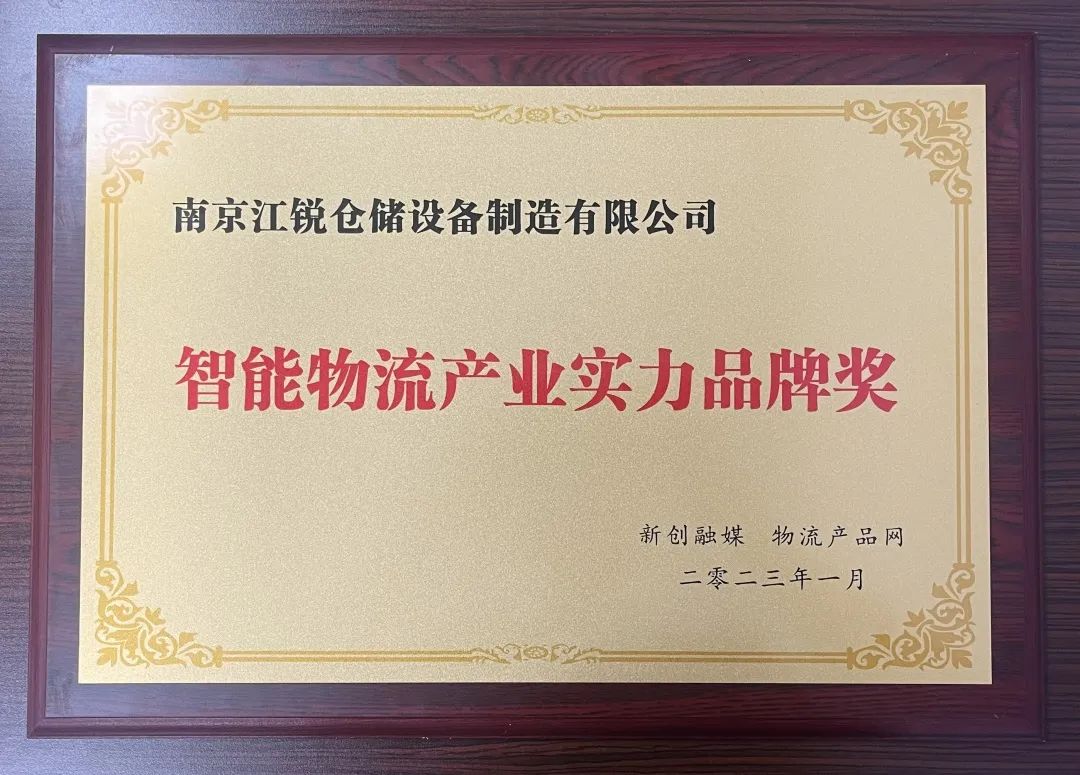 南京江锐仓储设备制造有限公司
智能物流产业实力品牌奖
新创融媒 物流产品网
二零二三年一月